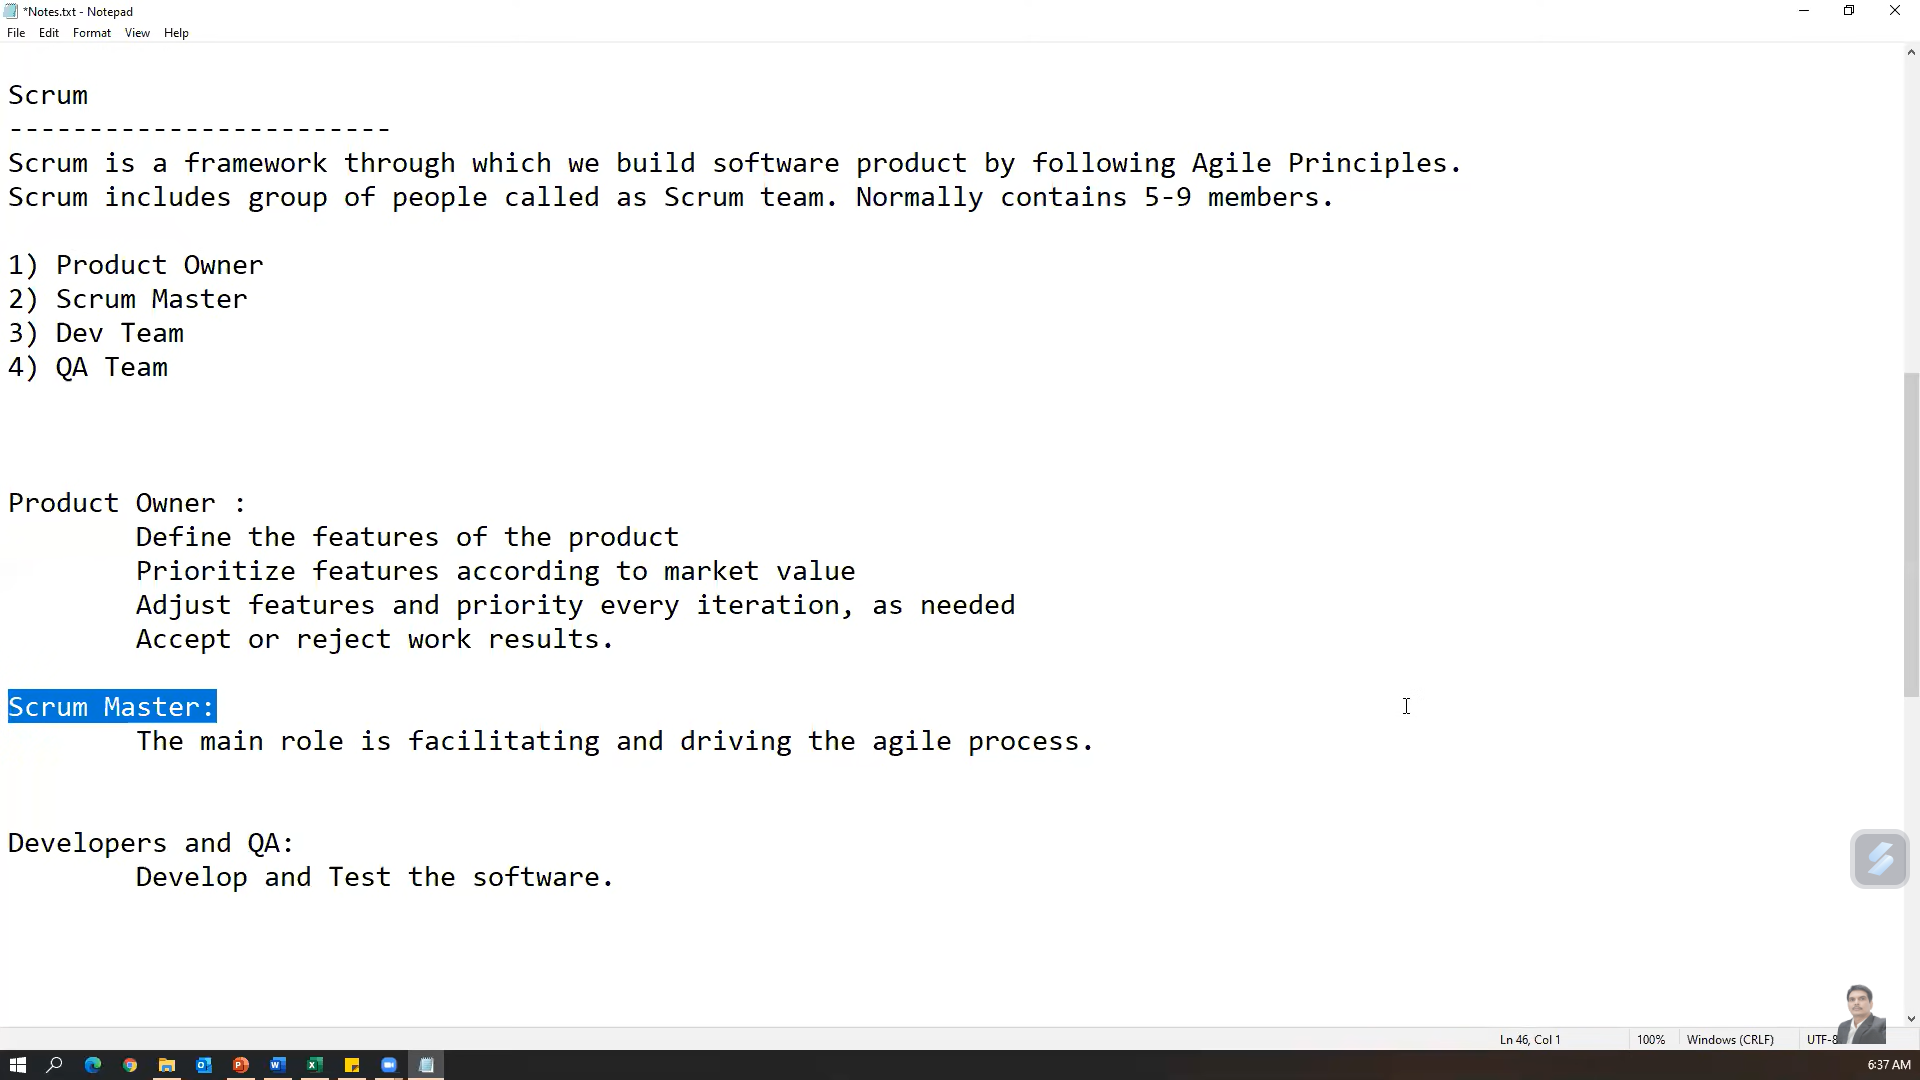 *Notes.txt - Notepad
File Edit Format View Help
Scrum
------------------------
Scrum is a framework through which we build software product by following Agile Principles.
Scrum includes group of people called as Scrum team. Normally contains 5-9 members.
1) Product Owner
2) Scrum Master
3) Dev Team
4) QA Team
Product Owner :
Define the features of the product
Prioritize features according to market value
Adjust features and priority every iteration, as needed
Accept or reject work results.
Scrum Master:
The main role is facilitating and driving the agile process.
Developers and QA:
Develop and Test the software.
Ln 46, Col 1 100% Windows (CRLF) UTF-8
6:37 AM